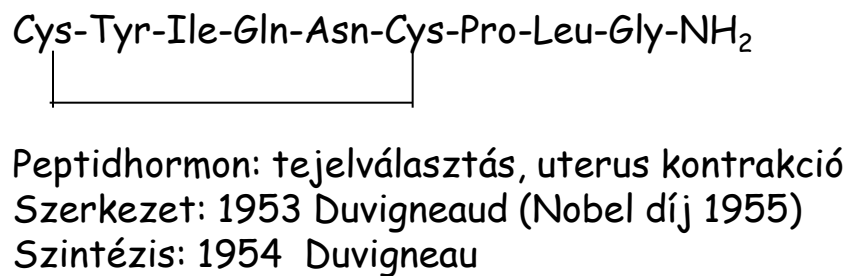 Cys-Tyr-Ile-Gln-Asn-Cys-Pro-Leu-Gly-NH₂
Peptidhormon: tejelválasztás, uterus kontrakció
Szerkezet: 1953 Duvigneaud (Nobel díj 1955)
Szintézis: 1954 Duvigneau